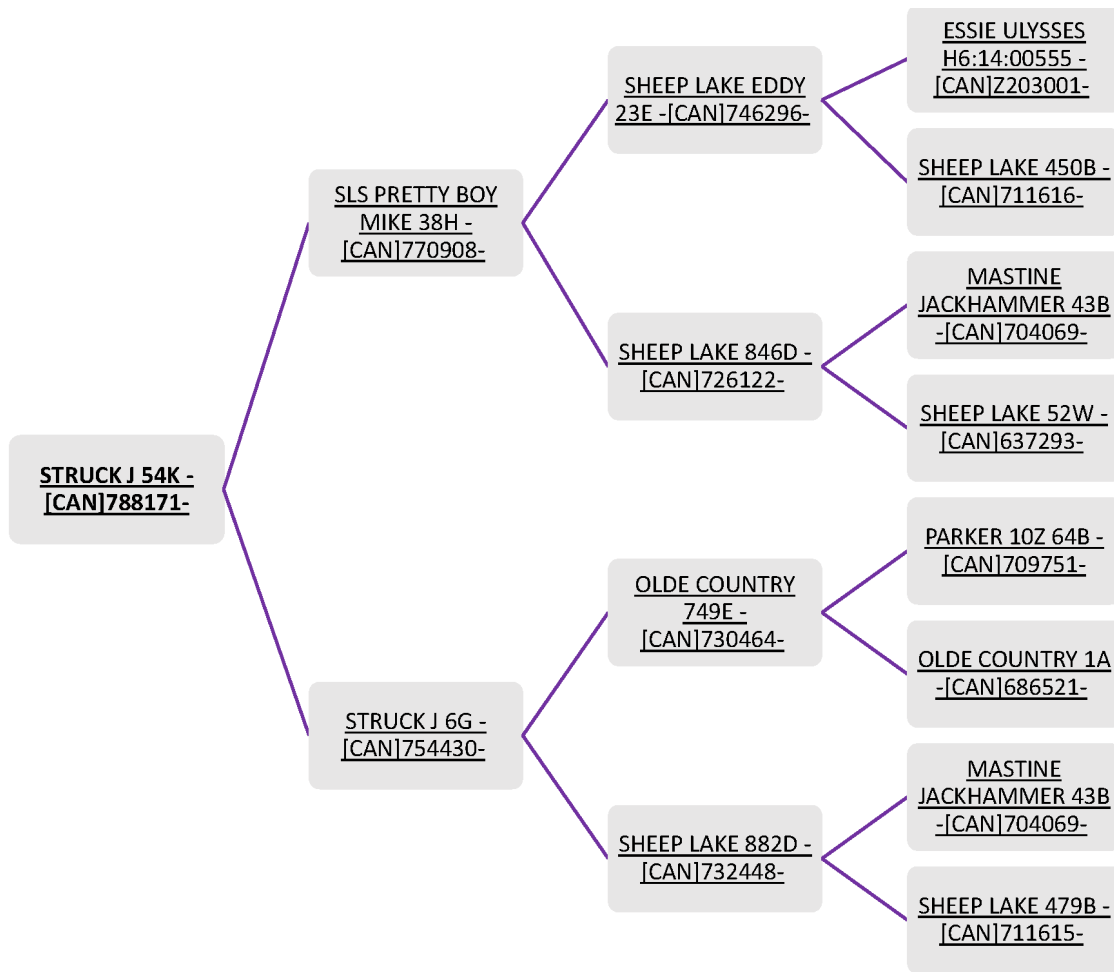 ESSIE ULYSSES
H6:14:00555 -
[CAN]Z203001-
SHEEP LAKE EDDY
23E -[CAN]746296-
SHEEP LAKE 450B -
[CAN]711616-
SLS PRETTY BOY
MIKE 38H -
[CAN]770908-
MASTINE
JACKHAMMER 43B
-[CAN]704069-
SHEEP LAKE 846D -
[CAN]726122-
SHEEP LAKE 52W -
[CAN]637293-
STRUCK J 54K -
[CAN]788171-
PARKER 10Z 64B -
[CAN]709751-
OLDE COUNTRY
749E -
[CAN]730464-
OLDE COUNTRY 1A
-[CAN]686521-
STRUCK J 6G -
[CAN]754430-
MASTINE
JACKHAMMER 43B
-[CAN]704069-
SHEEP LAKE 882D -
[CAN]732448-
SHEEP LAKE 479B -
[CAN]711615-